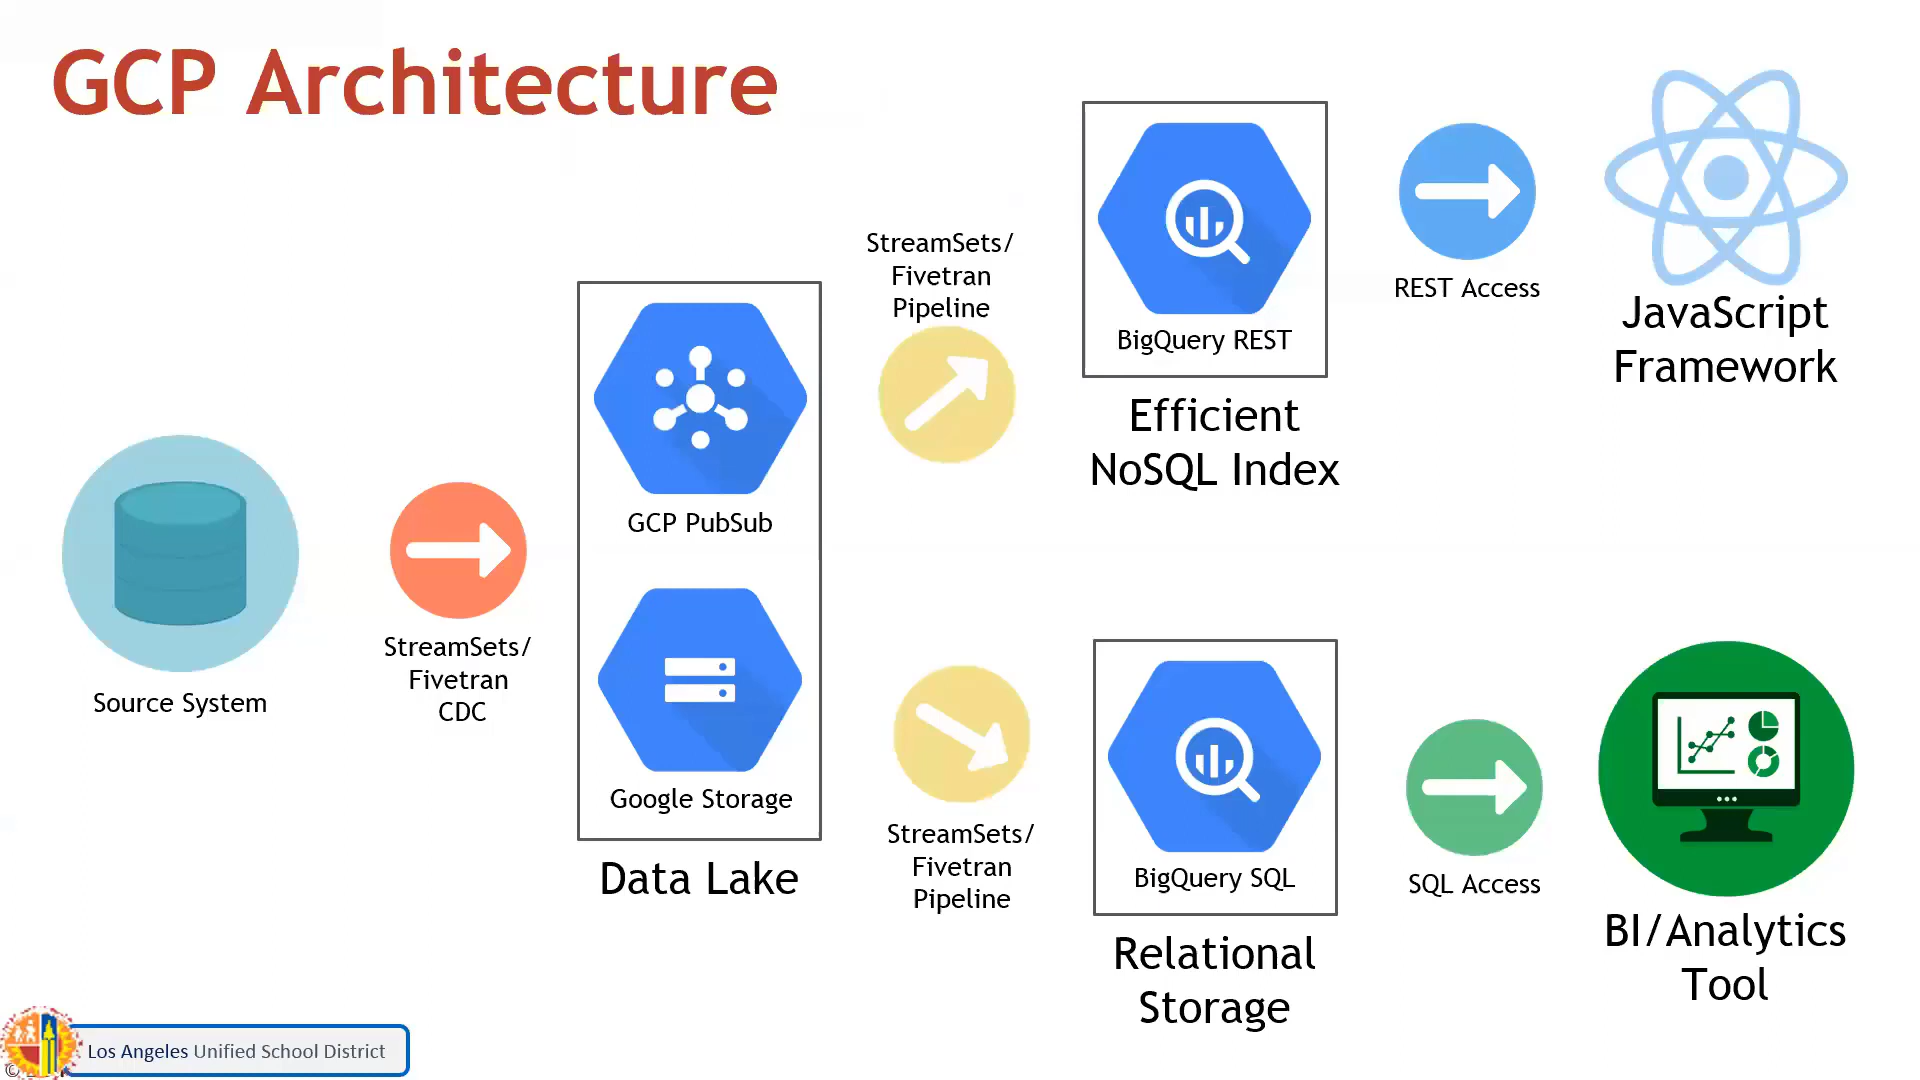 GCP Architecture
Source System
StreamSets/
Fivetran
CDC
GCP PubSub
Google Storage
Data Lake
StreamSets/
Fivetran
Pipeline
BigQuery REST
Efficient
NoSQL Index
REST Access
JavaScript
Framework
StreamSets/
Fivetran
Pipeline
BigQuery SQL
Relational
Storage
SQL Access
BI/Analytics
Tool
Los Angeles Unified School District
©